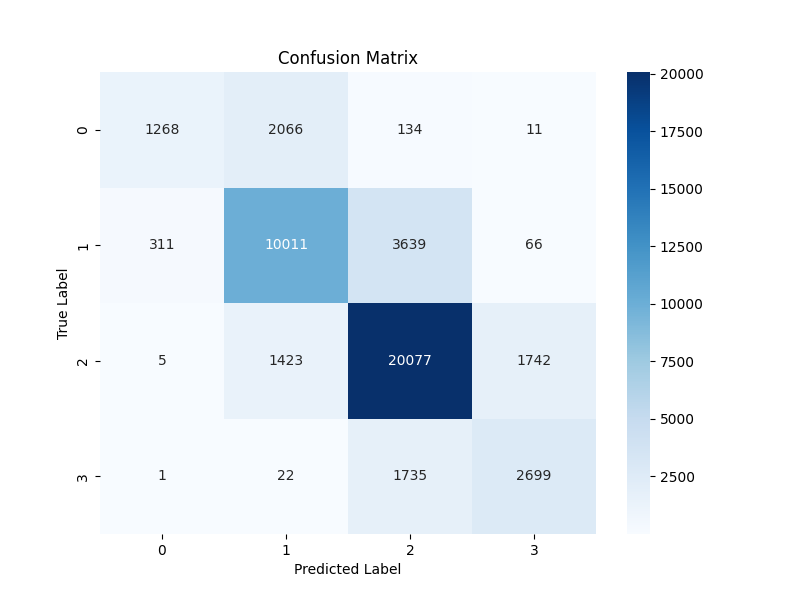 Confusion Matrix
True Label
0 1268 2066 134 11
1 311 10011 3639 66
2 5 1423 20077 1742
3 1 22 1735 2699
0 1 2 3
Predicted Label
20000
17500
15000
12500
10000
7500
5000
2500